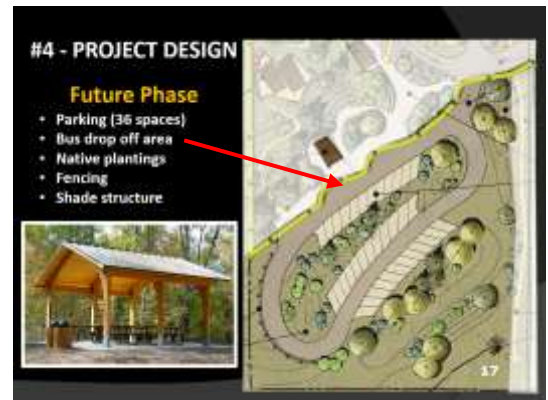 #4 - PROJECT DESIGN
Future Phase
• Parking (36 spaces)
• Bus drop off area
• Native plantings
• Fencing
• Shade structure
17